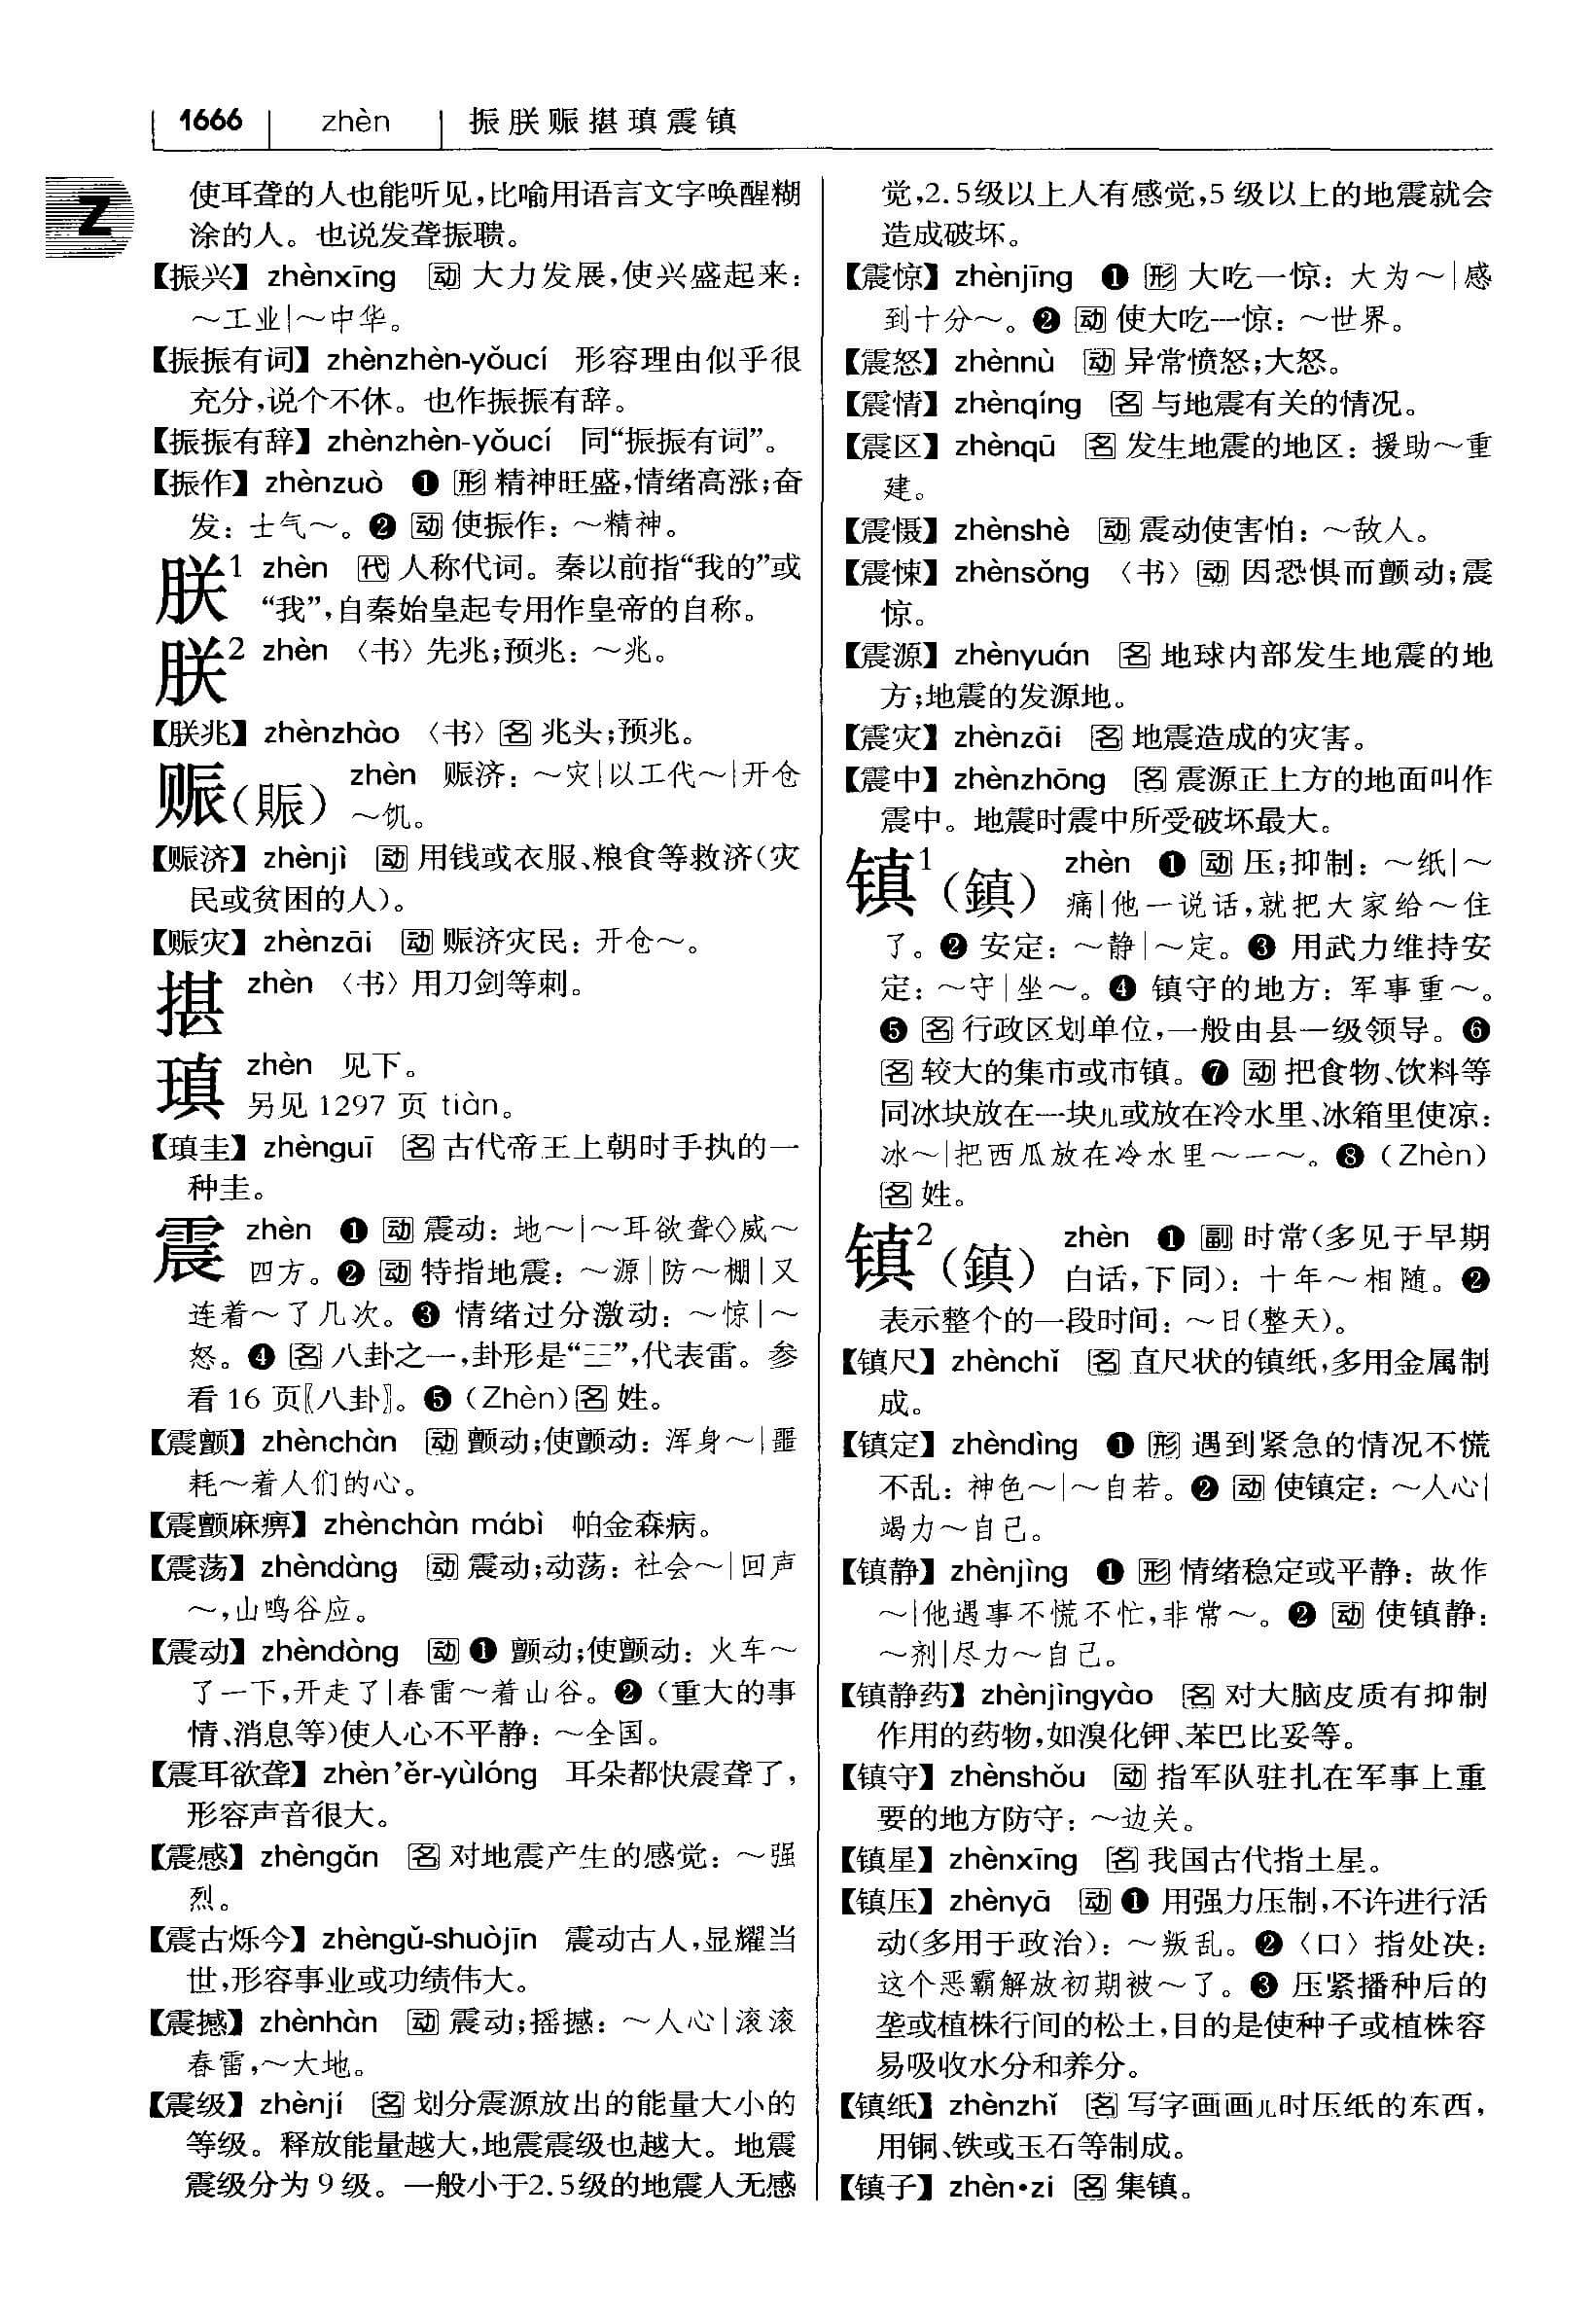 1666 zhèn 振朕赈揕瑱震镇
Z
使耳聋的人也能听见,比喻用语言文字唤醒糊
涂的人。也说发聋振聩。
【振兴】zhènxīng 动 大力发展,使兴盛起来:
～工业|～中华。
【振振有词】zhènzhèn-yǒucí 形容理由似乎很
充分,说个不休。也作振振有辞。
【振振有辞】zhènzhèn-yǒucí 同“振振有词”。
【振作】zhènzuò ❶ 形 精神旺盛,情绪高涨;奋
发:士气～。❷ 动 使振作:～精神。
朕1 zhèn 代 人称代词。秦以前指“我的”或
“我”,自秦始皇起专用作皇帝的自称。
朕2 zhèn 〈书〉先兆;预兆:～兆。
【朕兆】zhènzhào 〈书〉名 兆头;预兆。
赈(賑) zhèn 赈济:～灾|以工代～|开仓
～饥。
【赈济】zhènjì 动 用钱或衣服、粮食等救济(灾
民或贫困的人)。
【赈灾】zhènzāi 动 赈济灾民:开仓～。
揕 zhèn 〈书〉用刀剑等刺。
瑱 zhèn 见下。
另见 1297 页 tiàn。
【瑱圭】zhènguī 名 古代帝王上朝时手执的一
种圭。
震 zhèn ❶ 动 震动:地～|～耳欲聋◇威～
四方。❷ 动 特指地震:～源|防～棚|又
连着～了几次。❸ 情绪过分激动:～惊|～
怒。❹ 名 八卦之一,卦形是“☳”,代表雷。参
看 16 页〖八卦〗。❺(Zhèn)名 姓。
【震颤】zhènchàn 动 颤动;使颤动:浑身～|噩
耗～着人们的心。
【震颤麻痹】zhènchàn mábì 帕金森病。
【震荡】zhèndàng 动 震动;动荡:社会～|回声
～,山鸣谷应。
【震动】zhèndòng 动 ❶ 颤动;使颤动:火车～
了一下,开走了|春雷～着山谷。❷(重大的事
情、消息等)使人心不平静:～全国。
【震耳欲聋】zhèn’ěr-yùlóng 耳朵都快震聋了,
形容声音很大。
【震感】zhèngǎn 名 对地震产生的感觉:～强
烈。
【震古烁今】zhèngǔ-shuòjīn 震动古人,显耀当
世,形容事业或功绩伟大。
【震撼】zhènhàn 动 震动;摇撼:～人心|滚滚
春雷,～大地。
【震级】zhènjí 名 划分震源放出的能量大小的
等级。释放能量越大,地震震级也越大。地震
震级分为 9 级。一般小于2.5级的地震人无感
觉,2.5级以上人有感觉,5 级以上的地震就会
造成破坏。
【震惊】zhènjīng ❶ 形 大吃一惊:大为～|感
到十分～。❷ 动 使大吃一惊:～世界。
【震怒】zhènnù 动 异常愤怒;大怒。
【震情】zhènqíng 名 与地震有关的情况。
【震区】zhènqū 名 发生地震的地区:援助～重
建。
【震慑】zhènshè 动 震动使害怕:～敌人。
【震悚】zhènsǒng 〈书〉动 因恐惧而颤动;震
惊。
【震源】zhènyuán 名 地球内部发生地震的地
方;地震的发源地。
【震灾】zhènzāi 名 地震造成的灾害。
【震中】zhènzhōng 名 震源正上方的地面叫作
震中。地震时震中所受破坏最大。
镇1(鎮) zhèn ❶ 动 压;抑制:～纸|～
痛|他一说话,就把大家给～住
了。❷ 安定:～静|～定。❸ 用武力维持安
定:～守|坐～。❹ 镇守的地方:军事重～。
❺ 名 行政区划单位,一般由县一级领导。❻
名 较大的集市或市镇。❼ 动 把食物、饮料等
同冰块放在一块儿或放在冷水里、冰箱里使凉:
冰～|把西瓜放在冷水里～一～。❽(Zhèn)
名 姓。
镇2(鎮) zhèn ❶ 副 时常(多见于早期
白话,下同):十年～相随。❷
表示整个的一段时间:～日(整天)。
【镇尺】zhènchǐ 名 直尺状的镇纸,多用金属制
成。
【镇定】zhèndìng ❶ 形 遇到紧急的情况不慌
不乱:神色～|～自若。❷ 动 使镇定:～人心|
竭力～自己。
【镇静】zhènjìng ❶ 形 情绪稳定或平静:故作
～|他遇事不慌不忙,非常～。❷ 动 使镇静:
～剂|尽力～自己。
【镇静药】zhènjìngyào 名 对大脑皮质有抑制
作用的药物,如溴化钾、苯巴比妥等。
【镇守】zhènshǒu 动 指军队驻扎在军事上重
要的地方防守:～边关。
【镇星】zhènxīng 名 我国古代指土星。
【镇压】zhènyā 动 ❶ 用强力压制,不许进行活
动(多用于政治):～叛乱。❷〈口〉指处决:
这个恶霸解放初期被～了。❸ 压紧播种后的
垄或植株行间的松土,目的是使种子或植株容
易吸收水分和养分。
【镇纸】zhènzhǐ 名 写字画画儿时压纸的东西,
用铜、铁或玉石等制成。
【镇子】zhèn•zi 名 集镇。